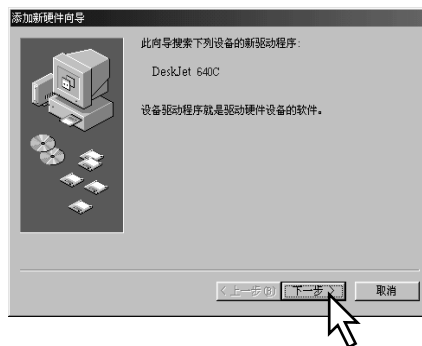 添加新硬件向导
此向导搜索下列设备的新驱动程序:
DeskJet 640C
设备驱动程序就是驱动硬件设备的软件。
< 上一步(B) 下一步 > 取消